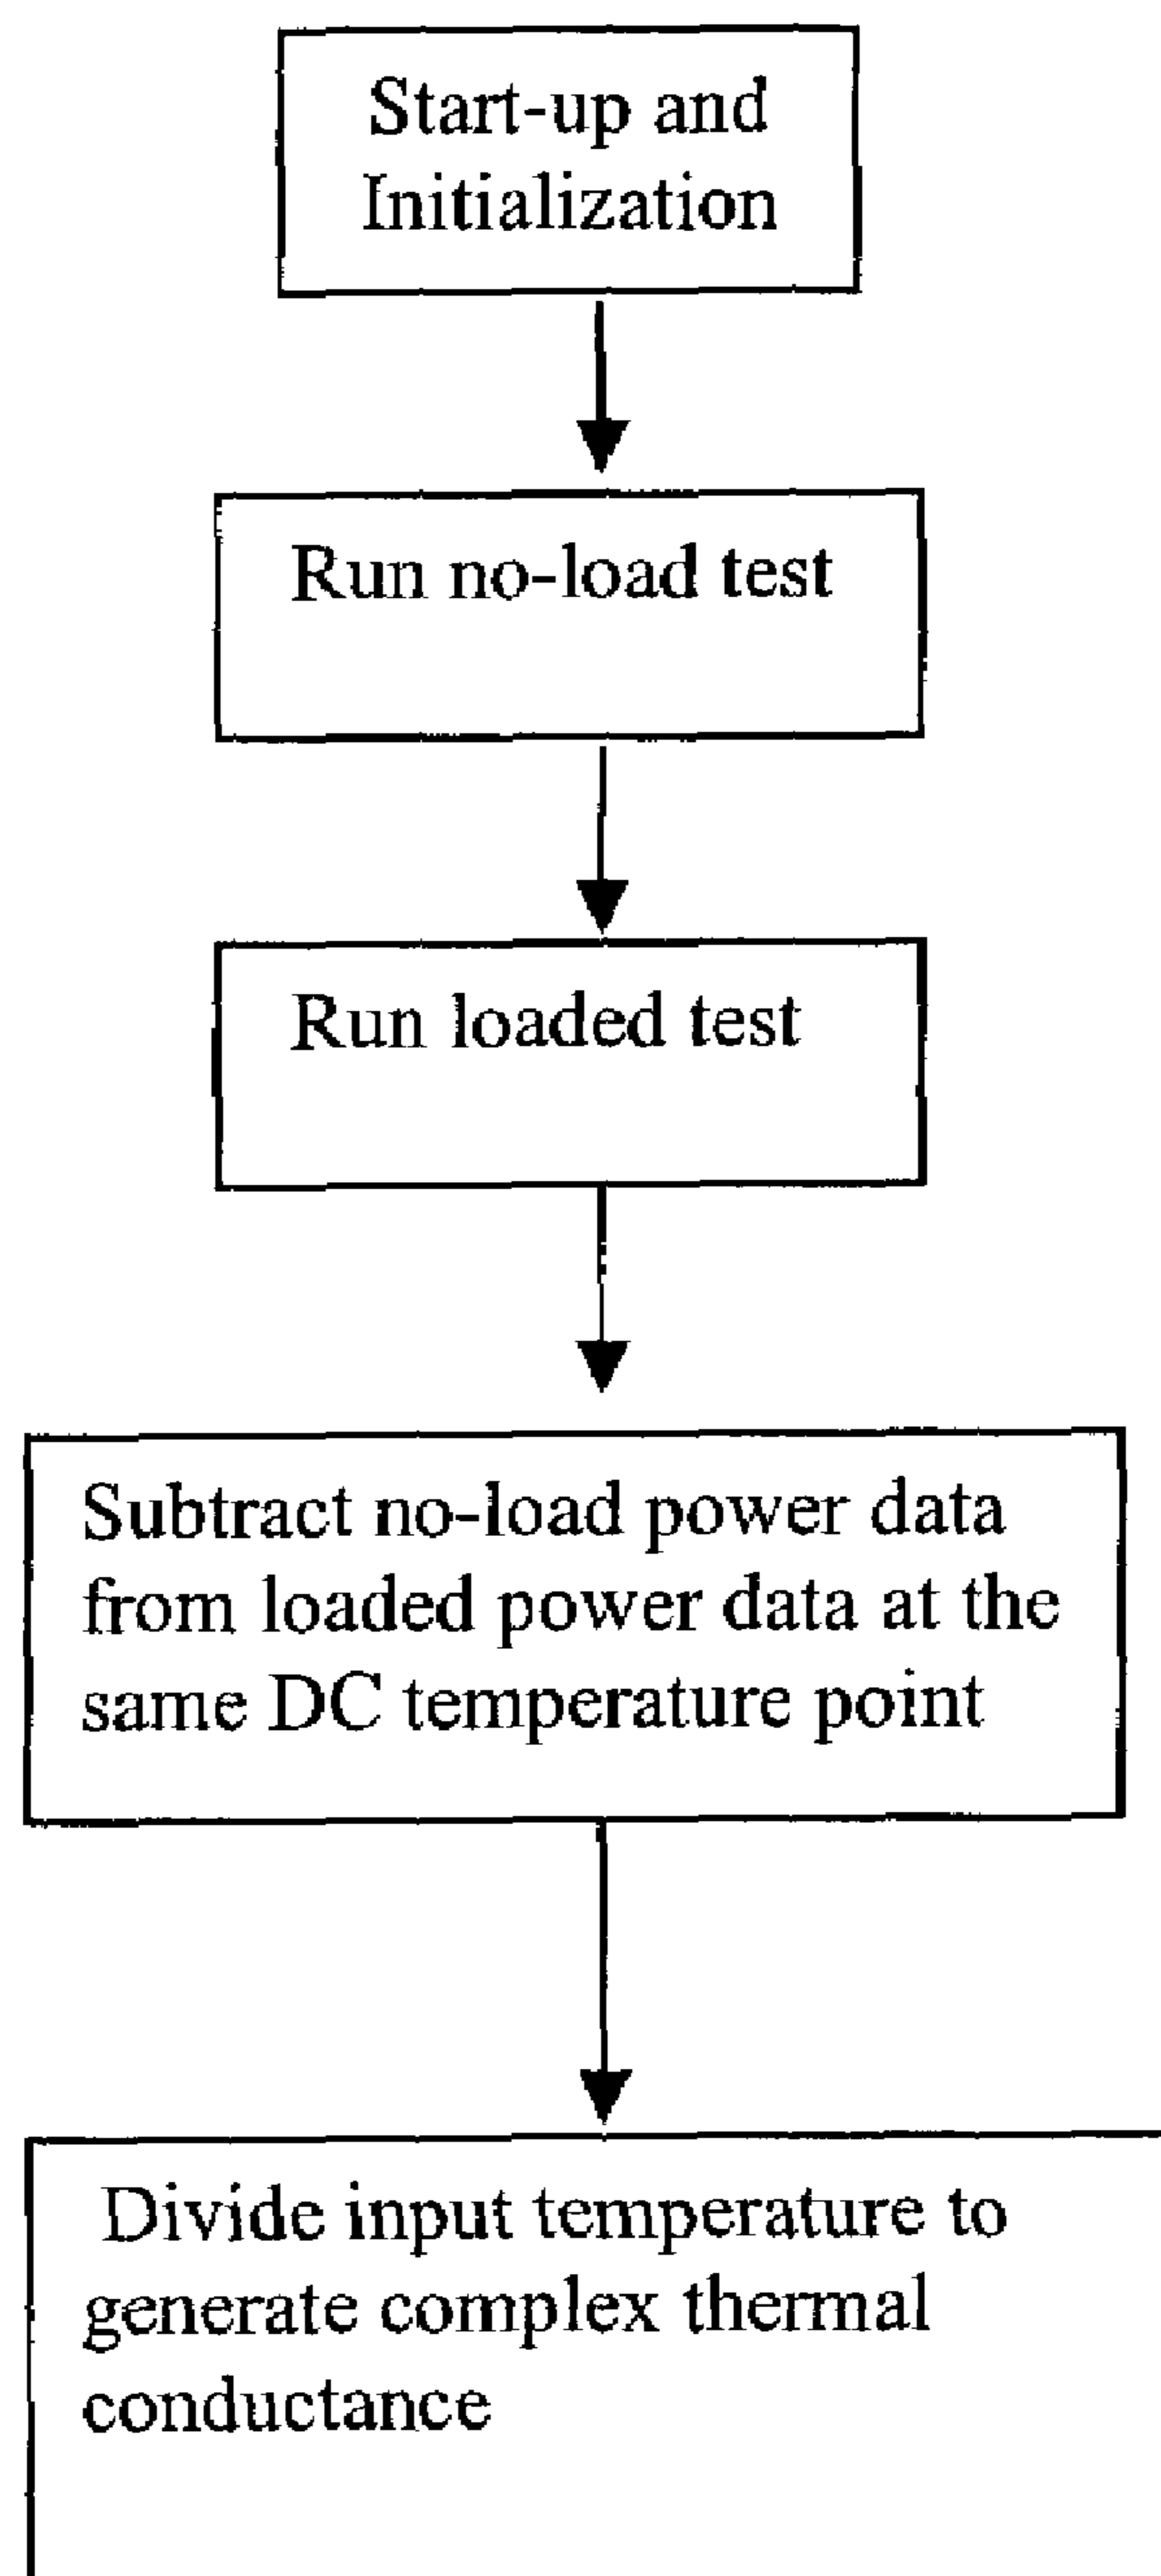 Start-up and
Initialization
Run no-load test
Run loaded test
Subtract no-load power data
from loaded power data at the
same DC temperature point
Divide input temperature to
generate complex thermal
conductance